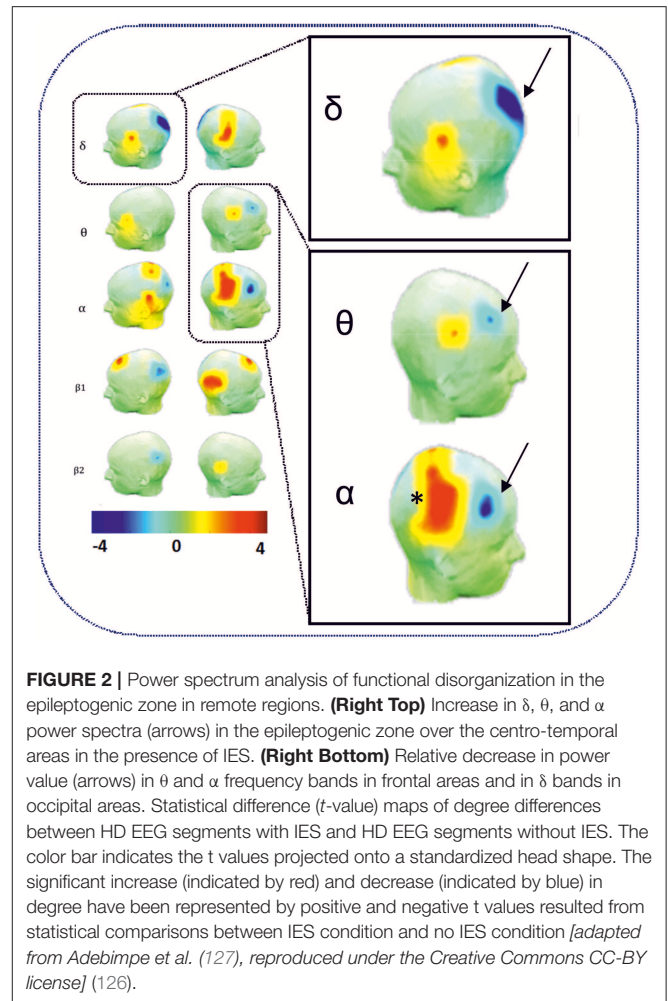 δ
θ
α
β1
β2
-4 0 4
δ
θ
α
*
FIGURE 2 | Power spectrum analysis of functional disorganization in the
epileptogenic zone in remote regions. (Right Top) Increase in δ, θ, and α
power spectra (arrows) in the epileptogenic zone over the centro-temporal
areas in the presence of IES. (Right Bottom) Relative decrease in power
value (arrows) in θ and α frequency bands in frontal areas and in δ bands in
occipital areas. Statistical difference (t-value) maps of degree differences
between HD EEG segments with IES and HD EEG segments without IES. The
color bar indicates the t values projected onto a standardized head shape. The
significant increase (indicated by red) and decrease (indicated by blue) in
degree have been represented by positive and negative t values resulted from
statistical comparisons between IES condition and no IES condition [adapted
from Adebimpe et al. (127), reproduced under the Creative Commons CC-BY
license] (126).